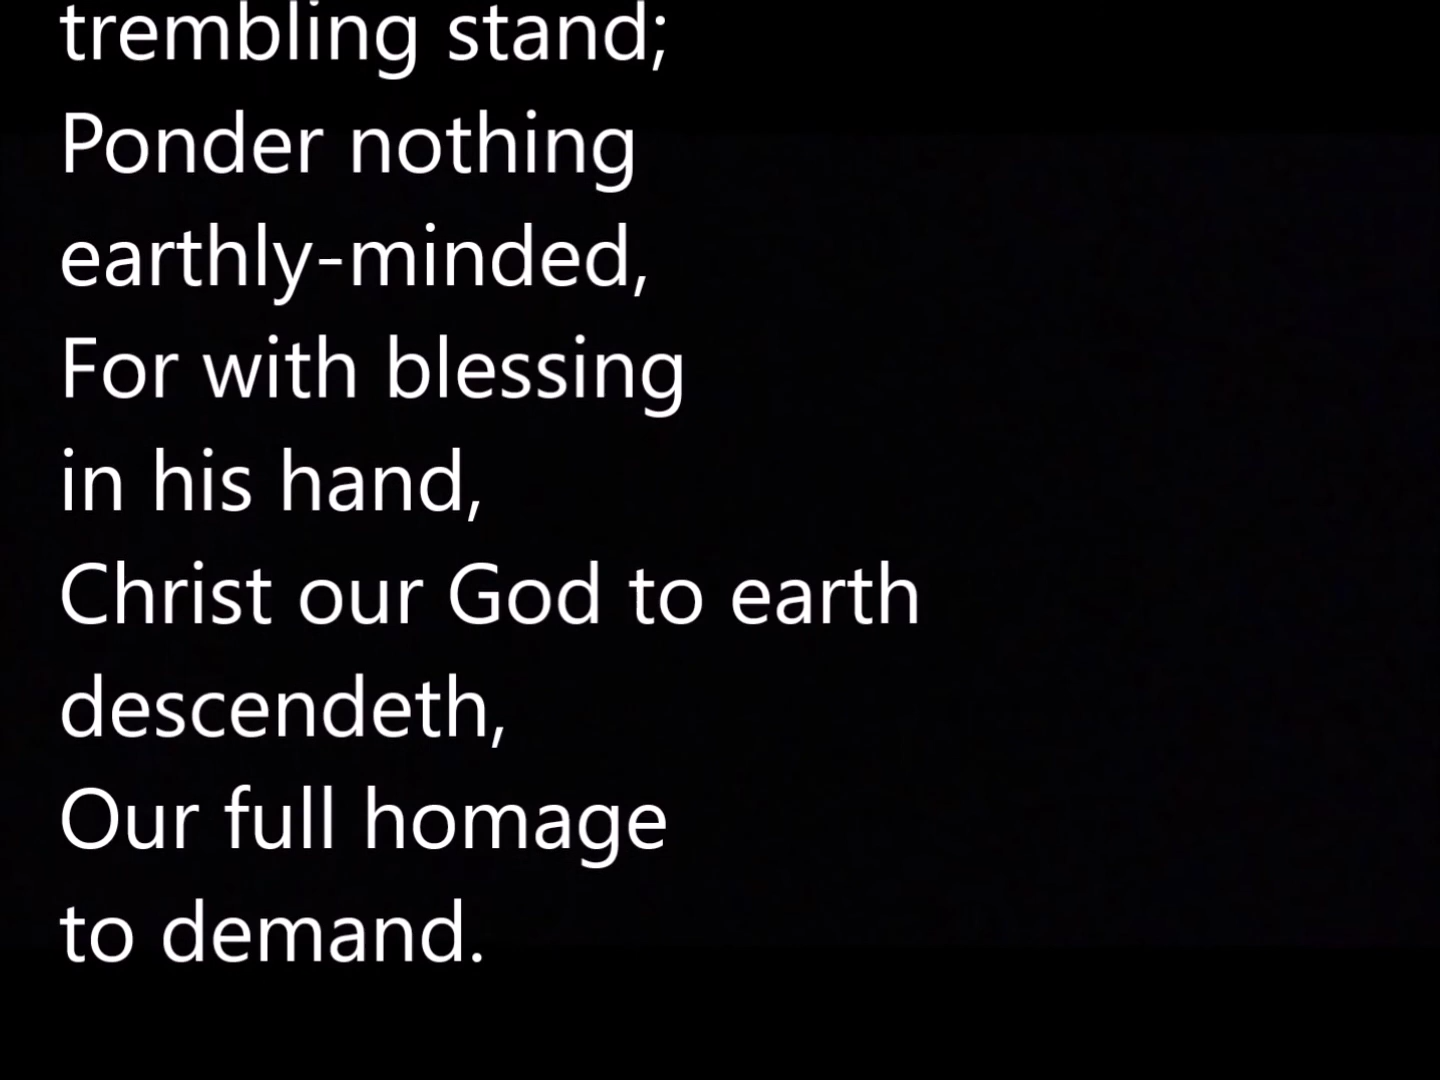 trembling stand;
Ponder nothing
earthly-minded,
For with blessing
in his hand,
Christ our God to earth
descendeth,
Our full homage
to demand.